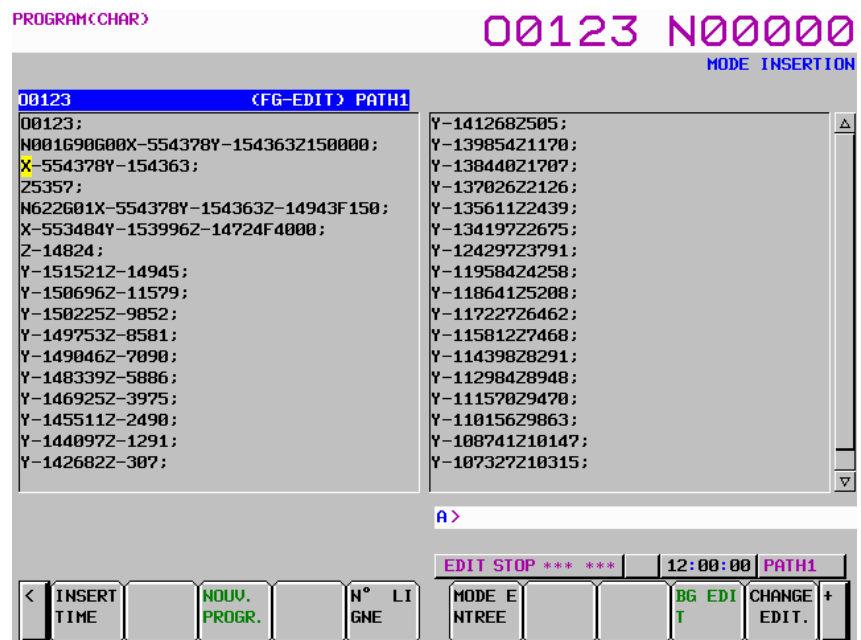 PROGRAM(CHAR)
O0123 N00000
MODE INSERTION
O0123 (FG-EDIT) PATH1
O0123;
N001G90G00X-554378Y-154363Z150000;
X-554378Y-154363;
Z5357;
N622G01X-554378Y-154363Z-14943F150;
X-553484Y-153996Z-14724F4000;
Z-14824;
Y-151521Z-14945;
Y-150696Z-11579;
Y-150225Z-9852;
Y-149753Z-8581;
Y-149046Z-7090;
Y-148339Z-5886;
Y-146925Z-3975;
Y-145511Z-2490;
Y-144097Z-1291;
Y-142682Z-307;
Y-141268Z505;
Y-139854Z1170;
Y-138440Z1707;
Y-137026Z2126;
Y-135611Z2439;
Y-134197Z2675;
Y-124297Z3791;
Y-119584Z4258;
Y-118641Z5208;
Y-117227Z6462;
Y-115812Z7468;
Y-114398Z8291;
Y-112984Z8948;
Y-111570Z9470;
Y-110156Z9863;
Y-108741Z10147;
Y-107327Z10315;
A>
EDIT STOP *** *** 12:00:00 PATH1
< INSERT NOUV. N° LI MODE E BG EDI CHANGE +
TIME PROGR. GNE NTREE T EDIT.